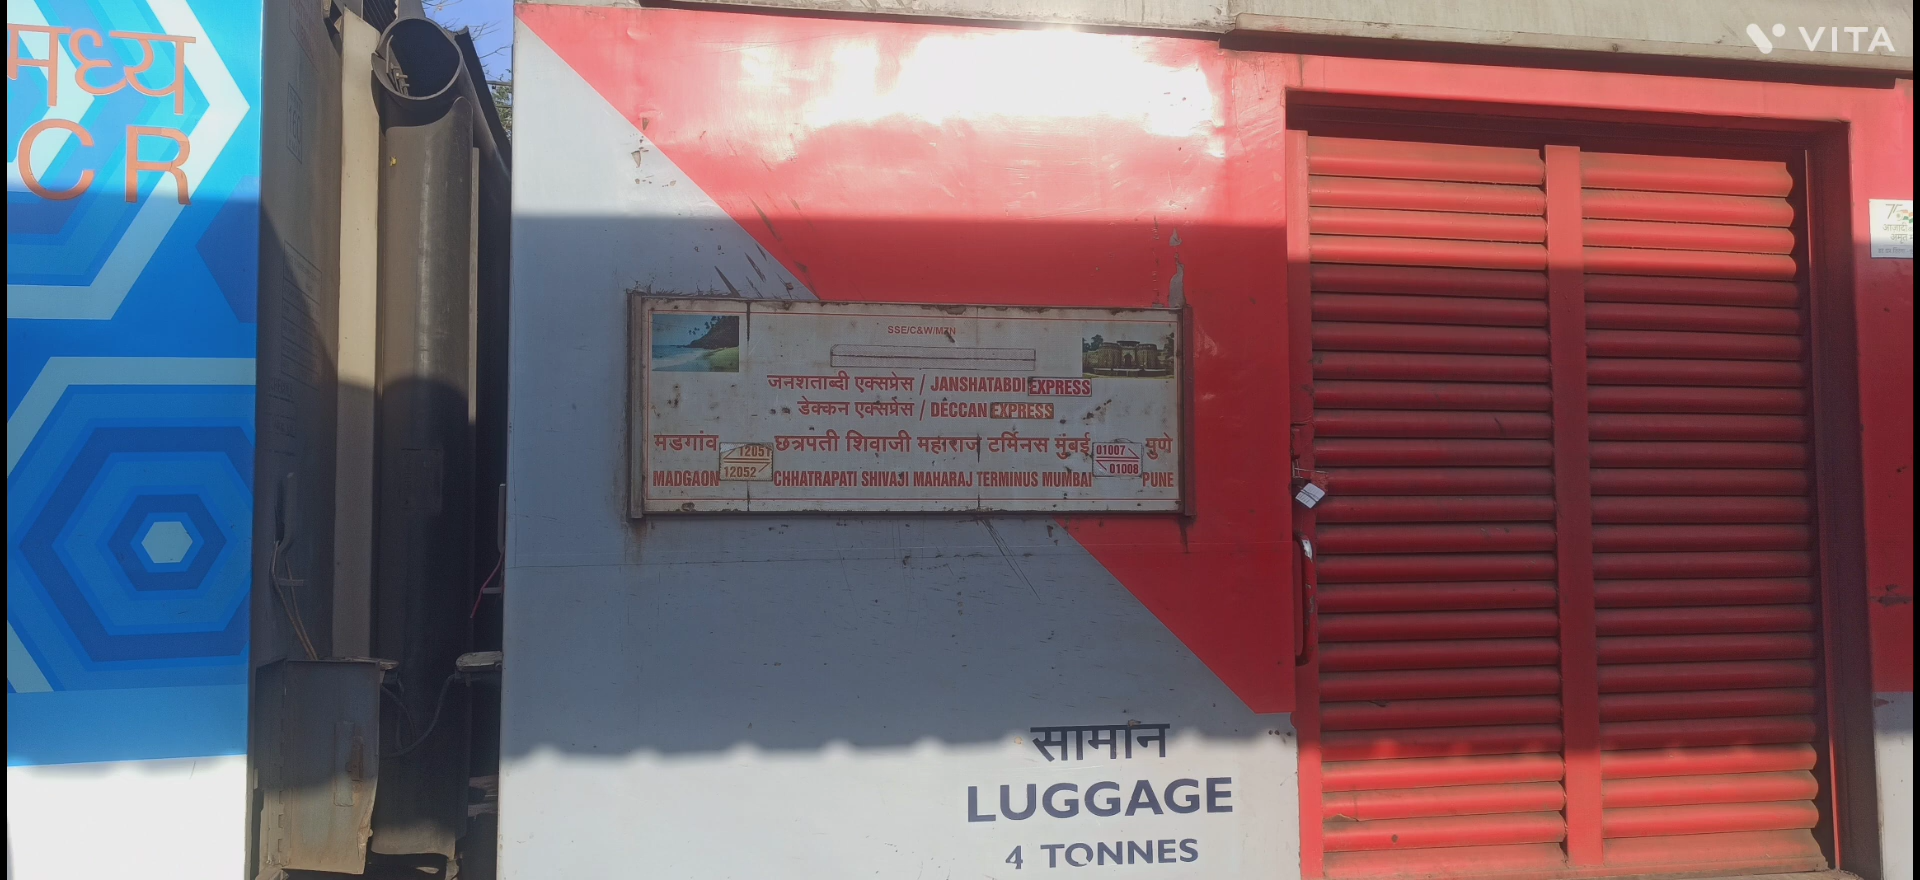 मध्य
CR
SSE/C&W/MZN
जनशताब्दी एक्सप्रेस / JANSHATABDI EXPRESS
डेक्कन एक्सप्रेस / DECCAN EXPRESS
मडगांव 12051 छत्रपती शिवाजी महाराज टर्मिनस मुंबई 01007 पुणे
MADGAON 12052 CHHATRAPATI SHIVAJI MAHARAJ TERMINUS MUMBAI 01008 PUNE
सामान
LUGGAGE
4 TONNES
VITA